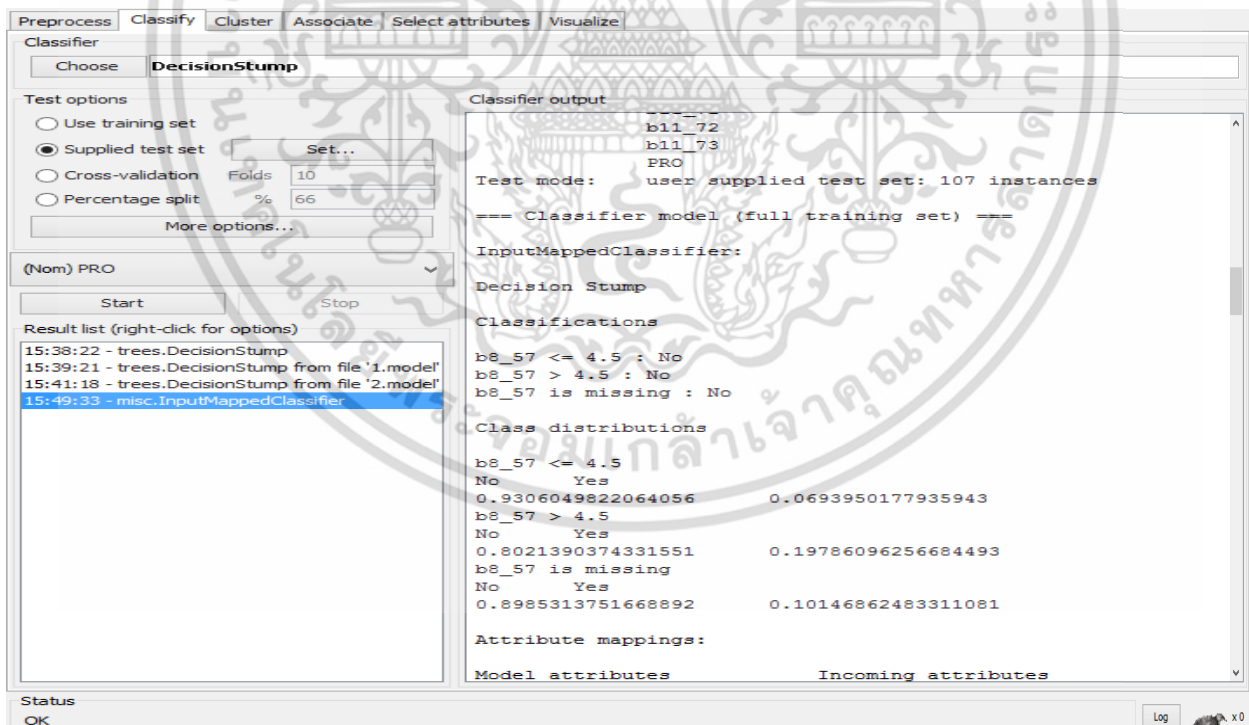 Preprocess Classify Cluster Associate Select attributes Visualize
Classifier
Choose DecisionStump
Test options
Use training set
Supplied test set Set...
Cross-validation Folds 10
Percentage split % 66
More options...
(Nom) PRO
Start Stop
Result list (right-click for options)
15:38:22 - trees.DecisionStump
15:39:21 - trees.DecisionStump from file '1.model'
15:41:18 - trees.DecisionStump from file '2.model'
15:49:33 - misc.InputMappedClassifier
Classifier output
b11_72
b11_73
PRO
Test mode: user supplied test set: 107 instances
=== Classifier model (full training set) ===
InputMappedClassifier:
Decision Stump
Classifications
b8_57 <= 4.5 : No
b8_57 > 4.5 : No
b8_57 is missing : No
Class distributions
b8_57 <= 4.5
No Yes
0.9306049822064056 0.0693950177935943
b8_57 > 4.5
No Yes
0.8021390374331551 0.19786096256684493
b8_57 is missing
No Yes
0.8985313751668892 0.10146862483311081
Attribute mappings:
Model attributes Incoming attributes
Status
OK
Log x 0